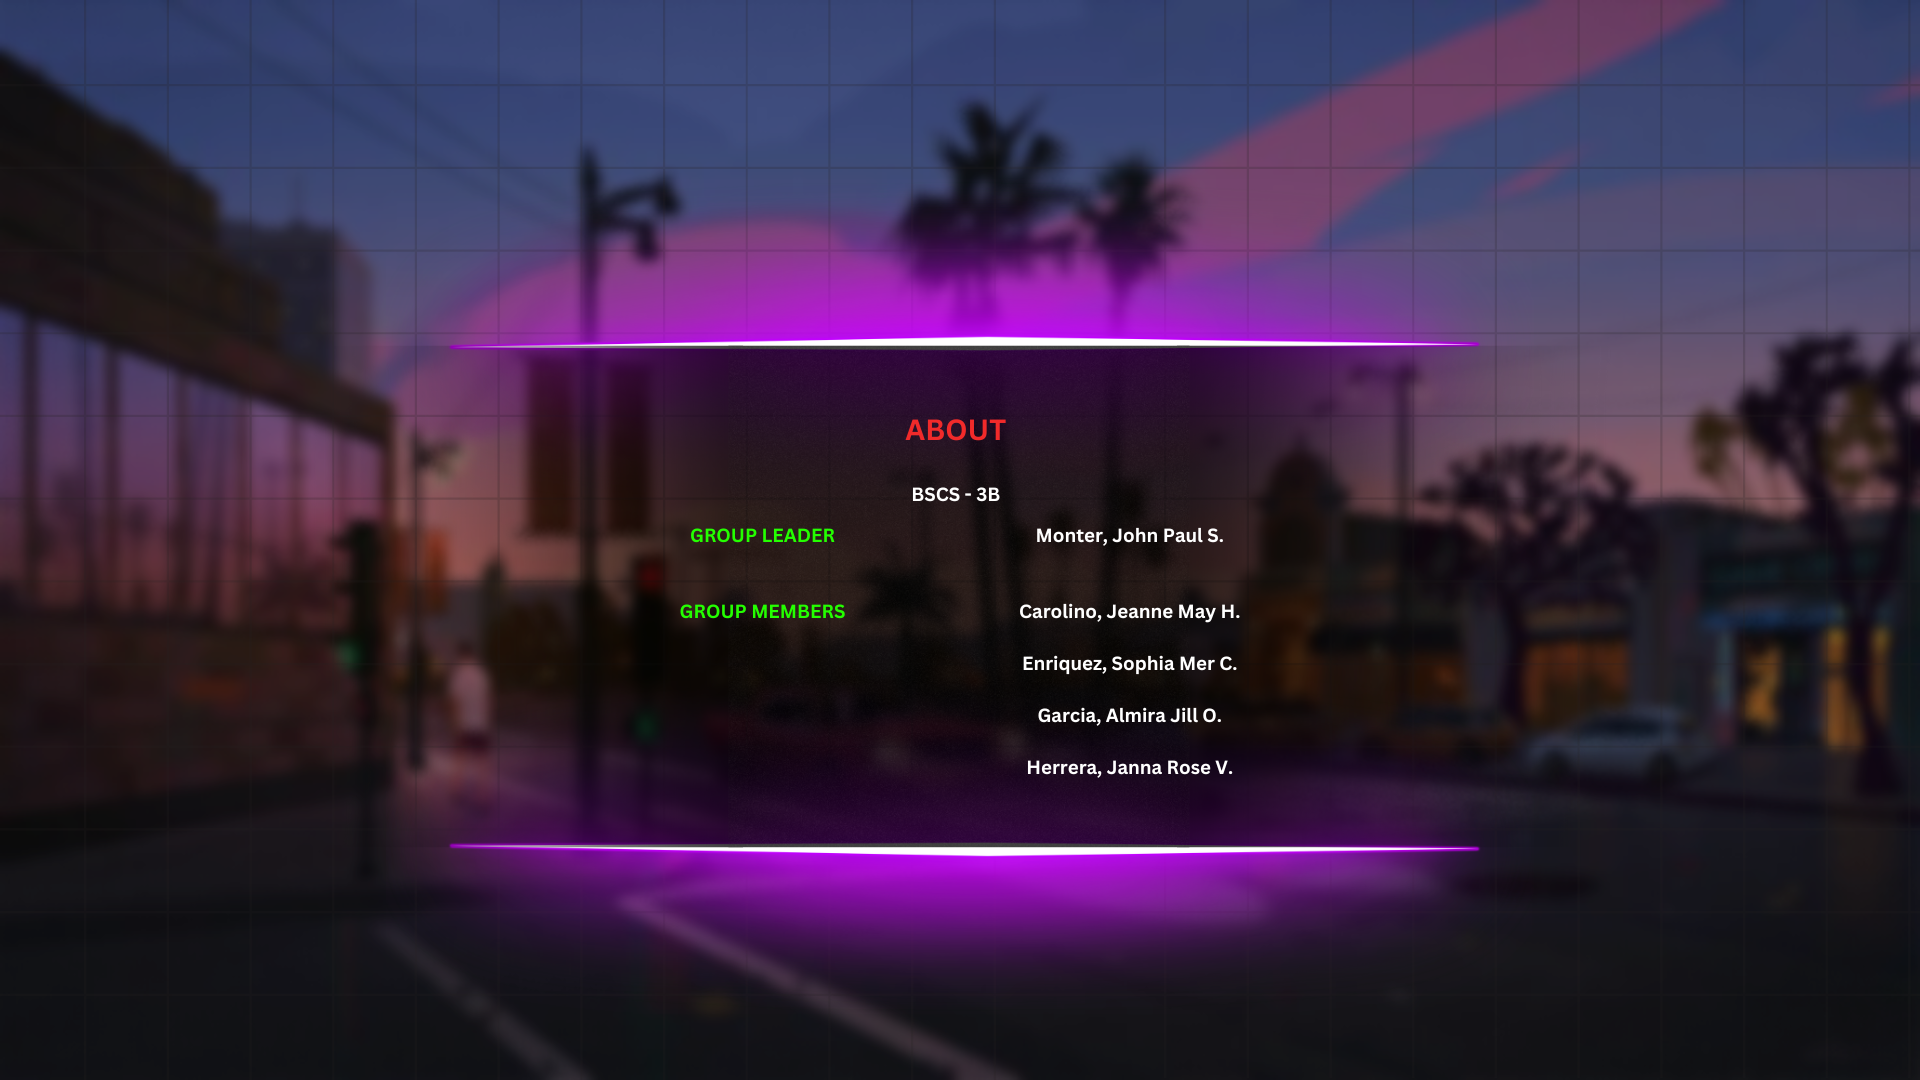 ABOUT
BSCS - 3B
GROUP LEADER Monter, John Paul S.
GROUP MEMBERS Carolino, Jeanne May H.
Enriquez, Sophia Mer C.
Garcia, Almira Jill O.
Herrera, Janna Rose V.